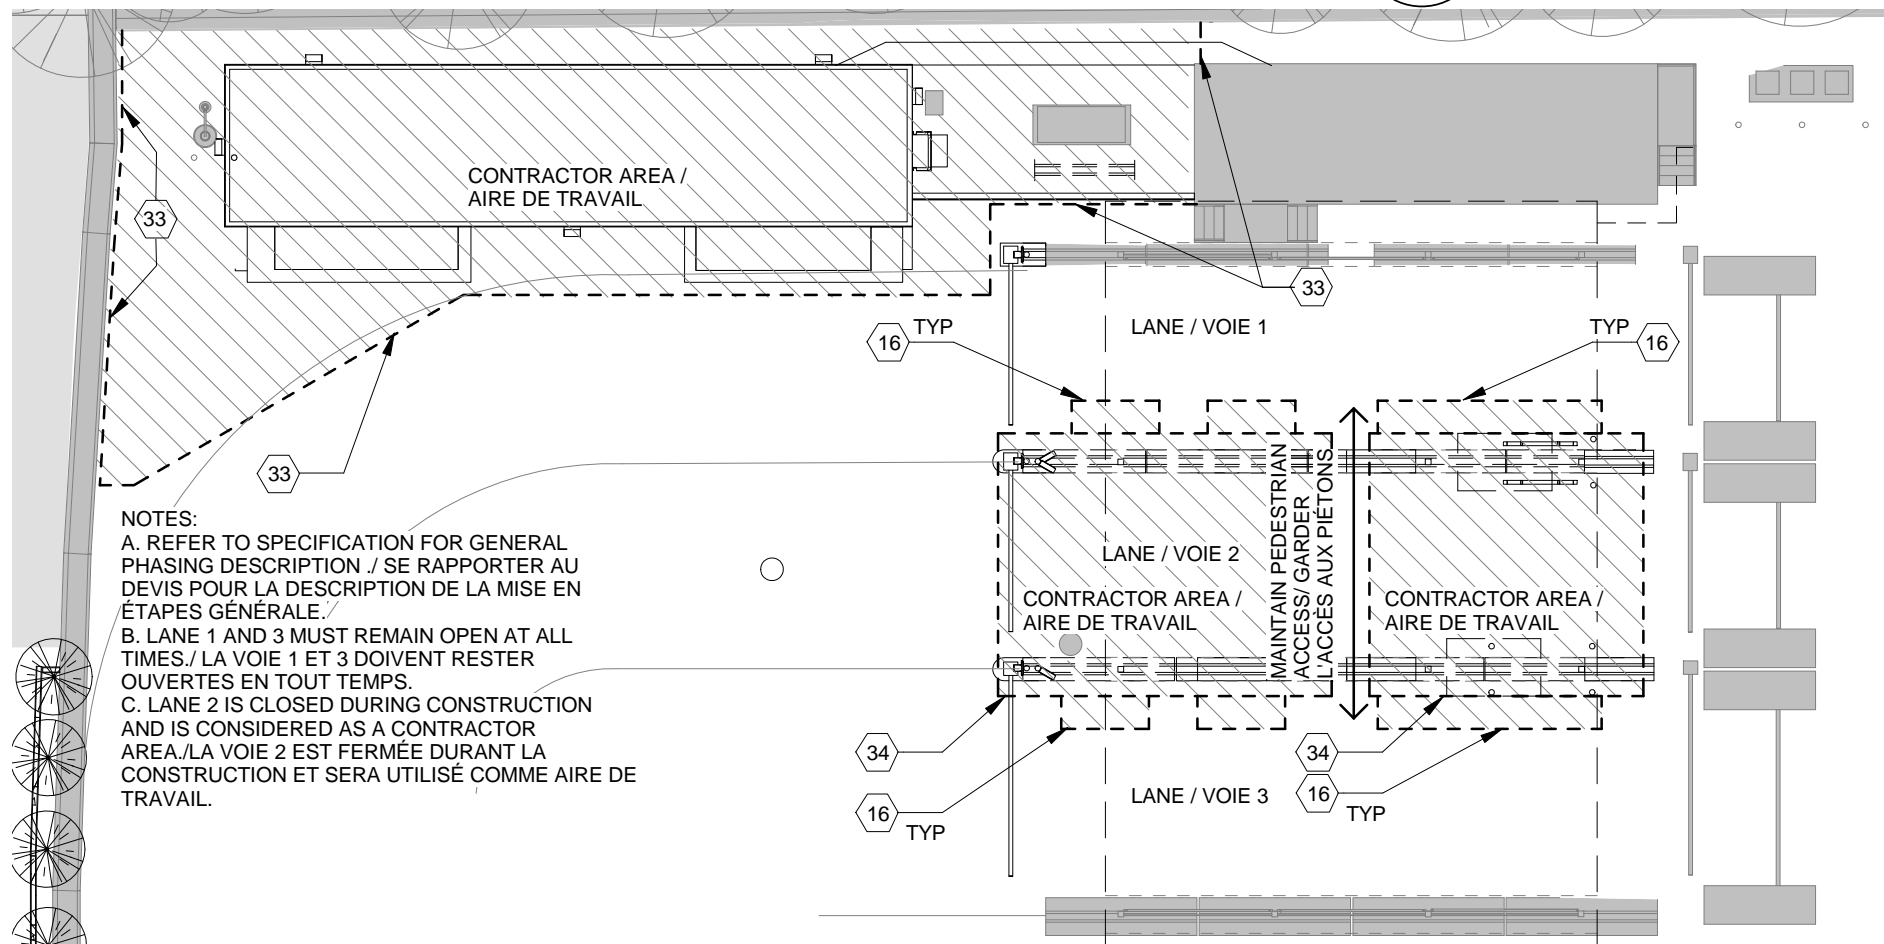 CONTRACTOR AREA /
AIRE DE TRAVAIL
33
33
33
TYP
16
LANE / VOIE 1
TYP
16
NOTES:
A. REFER TO SPECIFICATION FOR GENERAL
PHASING DESCRIPTION ./ SE RAPPORTER AU
DEVIS POUR LA DESCRIPTION DE LA MISE EN
ÉTAPES GÉNÉRALE.
B. LANE 1 AND 3 MUST REMAIN OPEN AT ALL
TIMES./ LA VOIE 1 ET 3 DOIVENT RESTER
OUVERTES EN TOUT TEMPS.
C. LANE 2 IS CLOSED DURING CONSTRUCTION
AND IS CONSIDERED AS A CONTRACTOR
AREA./LA VOIE 2 EST FERMÉE DURANT LA
CONSTRUCTION ET SERA UTILISÉ COMME AIRE DE
TRAVAIL.
LANE / VOIE 2
CONTRACTOR AREA /
AIRE DE TRAVAIL
MAINTAIN PEDESTRIAN
ACCESS/ GARDER
L'ACCÈS AUX PIÉTONS.
CONTRACTOR AREA /
AIRE DE TRAVAIL
34
16
TYP
LANE / VOIE 3
34
16
TYP